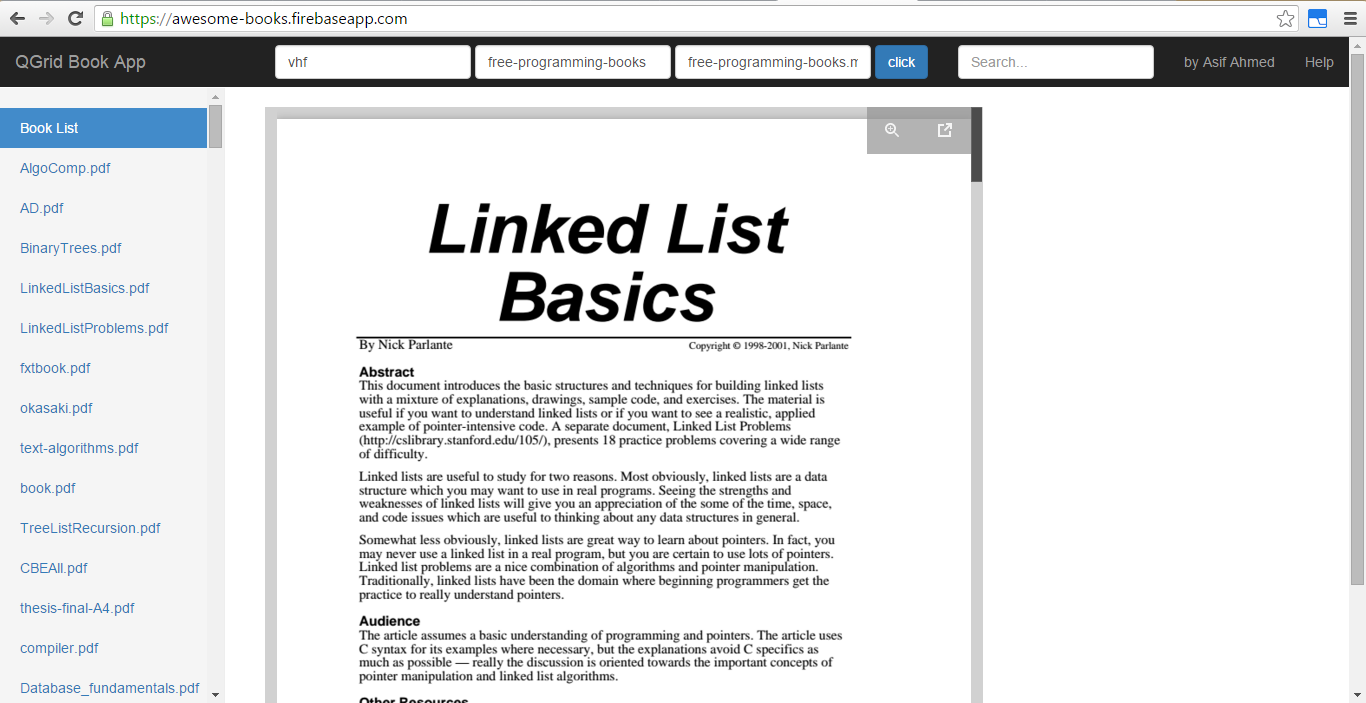 https://awesome-books.firebaseapp.com
QGrid Book App
vhf
free-programming-books
free-programming-books.m
click
Search...
by Asif Ahmed
Help
Book List
AlgoComp.pdf
AD.pdf
BinaryTrees.pdf
LinkedListBasics.pdf
LinkedListProblems.pdf
fxtbook.pdf
okasaki.pdf
text-algorithms.pdf
book.pdf
TreeListRecursion.pdf
CBEAll.pdf
thesis-final-A4.pdf
compiler.pdf
Database_fundamentals.pdf
Linked List
Basics
By Nick Parlante
Copyright © 1998-2001, Nick Parlante
Abstract
This document introduces the basic structures and techniques for building linked lists
with a mixture of explanations, drawings, sample code, and exercises. The material is
useful if you want to understand linked lists or if you want to see a realistic, applied
example of pointer-intensive code. A separate document, Linked List Problems
(http://cslibrary.stanford.edu/105/), presents 18 practice problems covering a wide range
of difficulty.
Linked lists are useful to study for two reasons. Most obviously, linked lists are a data
structure which you may want to use in real programs. Seeing the strengths and
weaknesses of linked lists will give you an appreciation of the some of the time, space,
and code issues which are useful to thinking about any data structures in general.
Somewhat less obviously, linked lists are great way to learn about pointers. In fact, you
may never use a linked list in a real program, but you are certain to use lots of pointers.
Linked list problems are a nice combination of algorithms and pointer manipulation.
Traditionally, linked lists have been the domain where beginning programmers get the
practice to really understand pointers.
Audience
The article assumes a basic understanding of programming and pointers. The article uses
C syntax for its examples where necessary, but the explanations avoid C specifics as
much as possible — really the discussion is oriented towards the important concepts of
pointer manipulation and linked list algorithms.
Other Resources